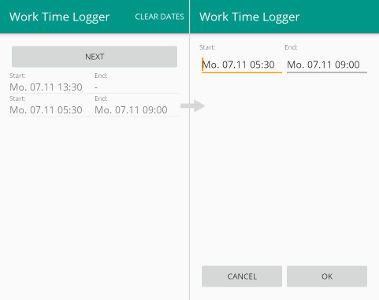 Work Time Logger CLEAR DATES
NEXT
Start: End:
Mo. 07.11 13:30 -
Start: End:
Mo. 07.11 05:30 Mo. 07.11 09:00
Work Time Logger
Start: End:
Mo. 07.11 05:30 Mo. 07.11 09:00
CANCEL OK